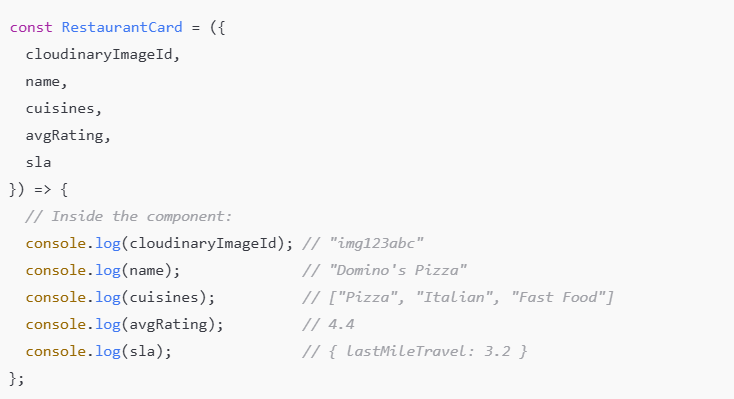 const RestaurantCard = ({
  cloudinaryImageId,
  name,
  cuisines,
  avgRating,
  sla
}) => {
  // Inside the component:
  console.log(cloudinaryImageId); // "img123abc"
  console.log(name);              // "Domino's Pizza"
  console.log(cuisines);          // ["Pizza", "Italian", "Fast Food"]
  console.log(avgRating);         // 4.4
  console.log(sla);               // { lastMileTravel: 3.2 }
};